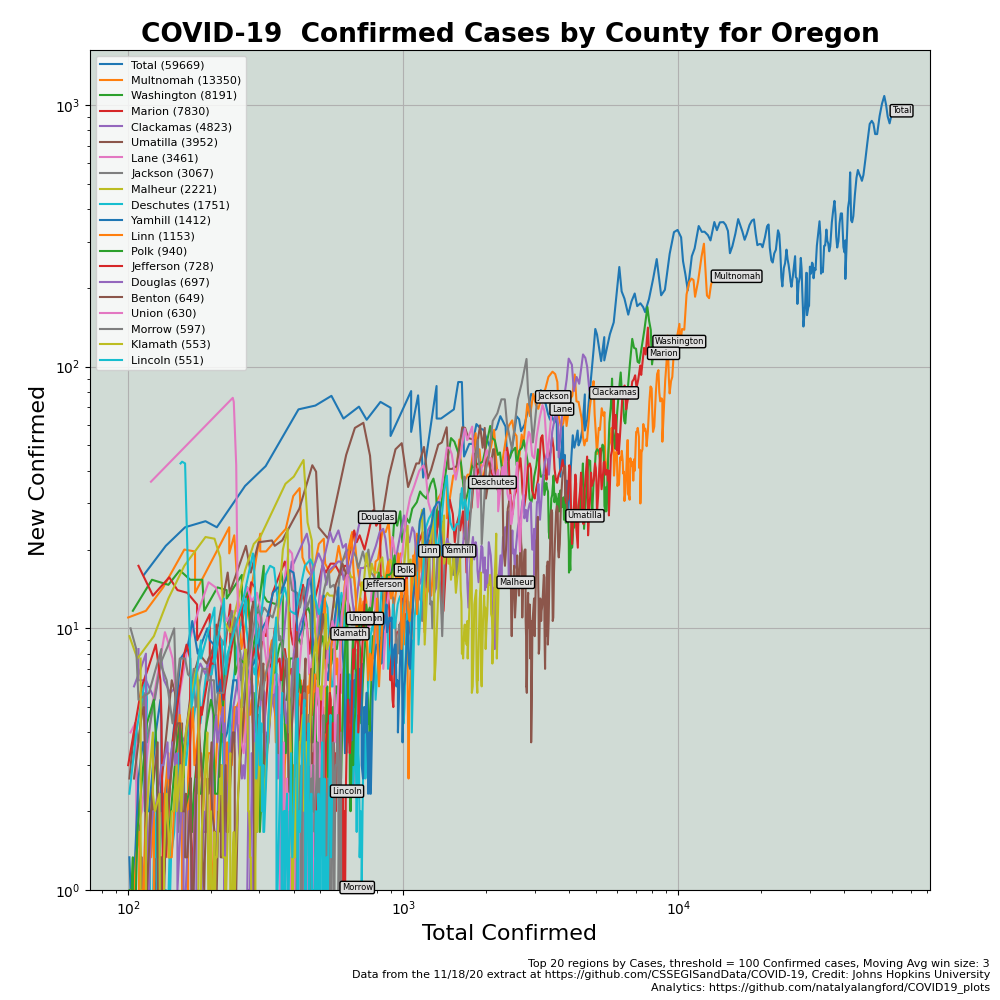 COVID-19  Confirmed Cases by County for Oregon
Total (59669)
Multnomah (13350)
Washington (8191)
Marion (7830)
Clackamas (4823)
Umatilla (3952)
Lane (3461)
Jackson (3067)
Malheur (2221)
Deschutes (1751)
Yamhill (1412)
Linn (1153)
Polk (940)
Jefferson (728)
Douglas (697)
Benton (649)
Union (630)
Morrow (597)
Klamath (553)
Lincoln (551)
New Confirmed
10³
10²
10¹
10⁰
Total
Multnomah
Washington
Marion
Clackamas
Jackson
Lane
Deschutes
Douglas
Umatilla
Linn
Yamhill
Polk
Jefferson
Malheur
Union
Klamath
Lincoln
Morrow
10²
10³
10⁴
Total Confirmed
Top 20 regions by Cases, threshold = 100 Confirmed cases, Moving Avg win size: 3
Data from the 11/18/20 extract at https://github.com/CSSEGISandData/COVID-19, Credit: Johns Hopkins University
Analytics: https://github.com/natalyalangford/COVID19_plots